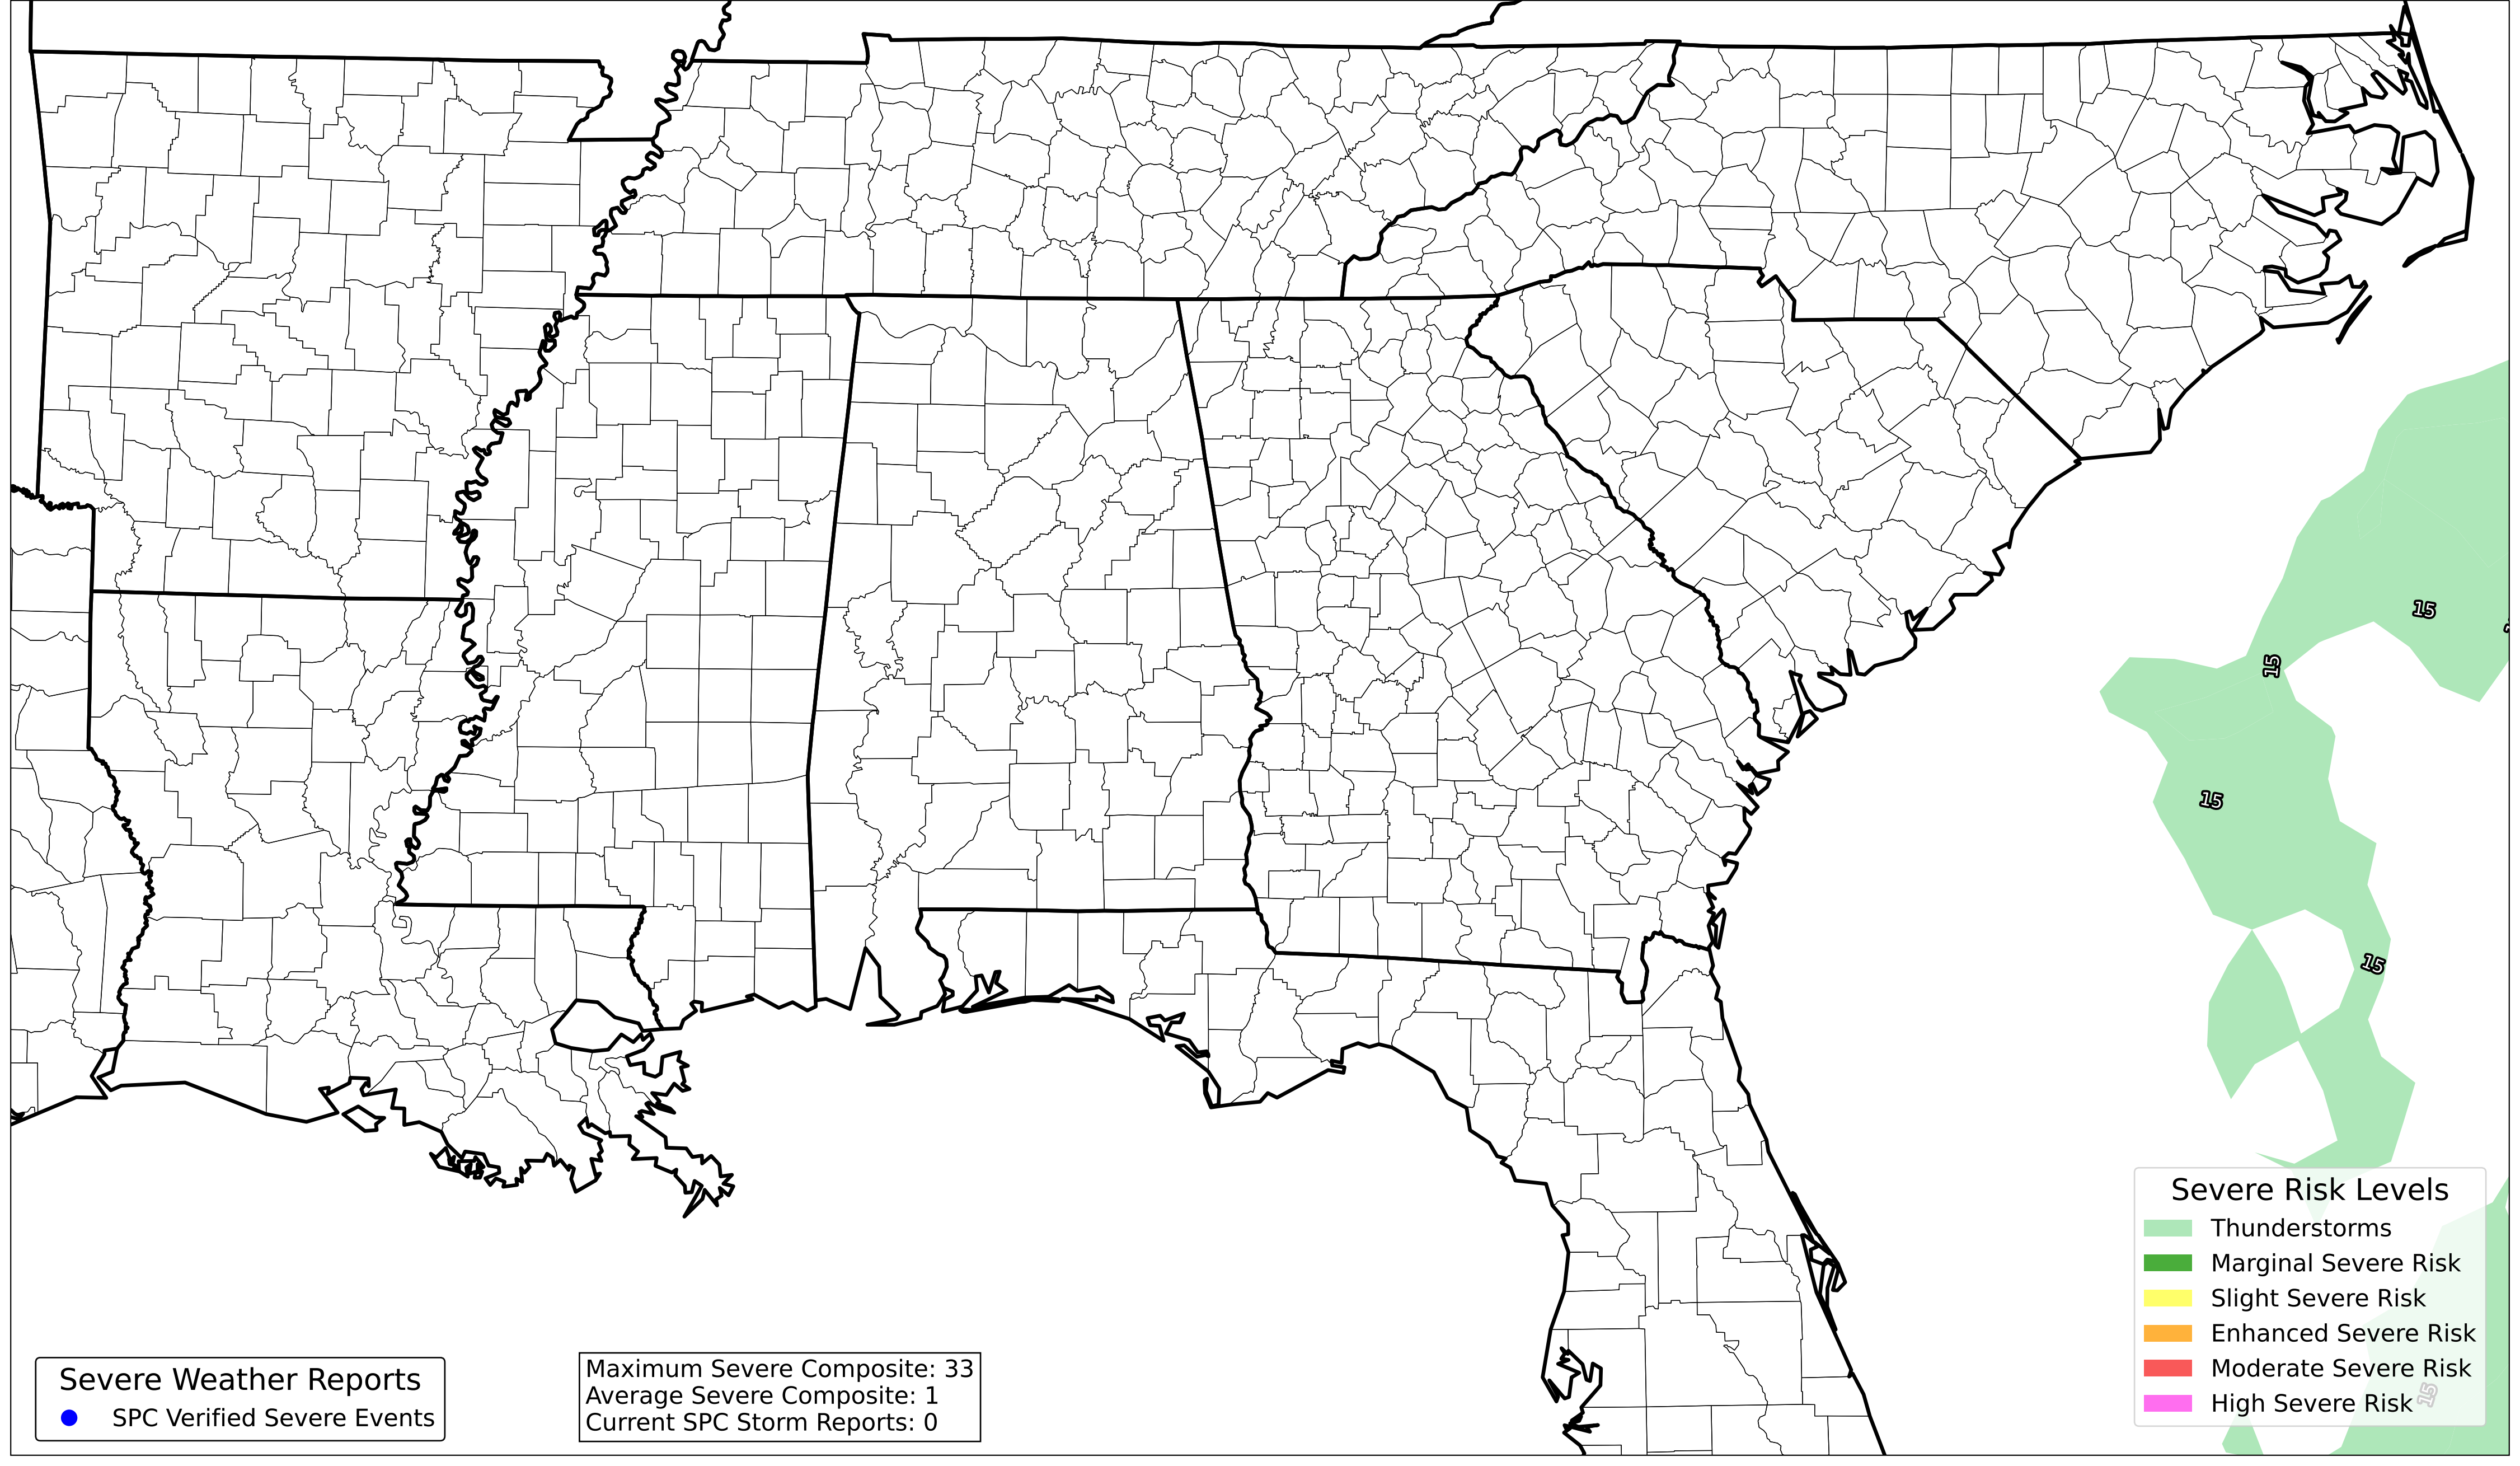 15
15
15
15
Severe Risk Levels
Thunderstorms
Marginal Severe Risk
Slight Severe Risk
Enhanced Severe Risk
Moderate Severe Risk
High Severe Risk
15
Severe Weather Reports
SPC Verified Severe Events
Maximum Severe Composite: 33
Average Severe Composite: 1
Current SPC Storm Reports: 0